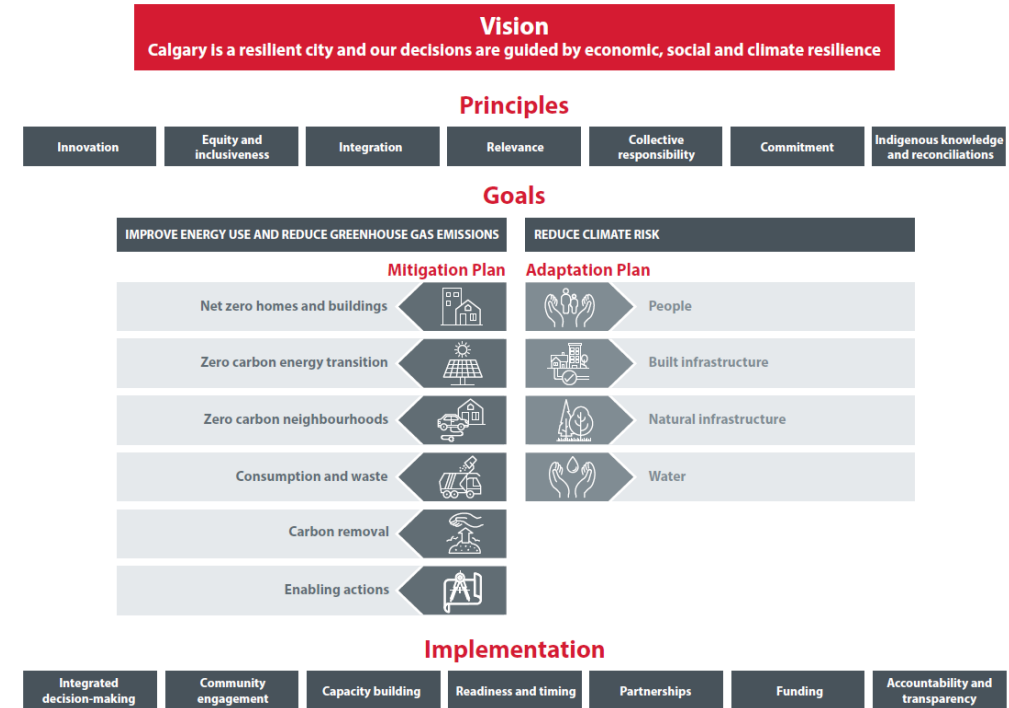 Vision
Calgary is a resilient city and our decisions are guided by economic, social and climate resilience
Principles
Innovation
Equity and
inclusiveness
Integration
Relevance
Collective
responsibility
Commitment
Indigenous knowledge
and reconciliations
Goals
IMPROVE ENERGY USE AND REDUCE GREENHOUSE GAS EMISSIONS
Mitigation Plan
Net zero homes and buildings
Zero carbon energy transition
Zero carbon neighbourhoods
Consumption and waste
Carbon removal
Enabling actions
REDUCE CLIMATE RISK
Adaptation Plan
People
Built infrastructure
Natural infrastructure
Water
Implementation
Integrated
decision-making
Community
engagement
Capacity building
Readiness and timing
Partnerships
Funding
Accountability and
transparency